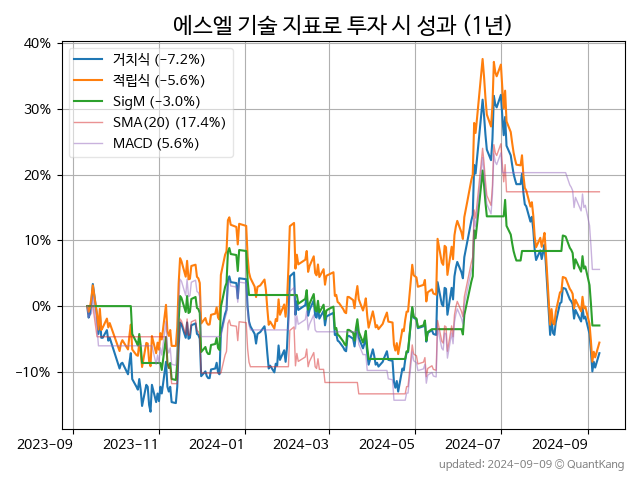 에스엘 기술 지표로 투자 시 성과 (1년)
40%
30%
20%
10%
0%
−10%
거치식 (−7.2%)
적립식 (−5.6%)
SigM (−3.0%)
SMA(20) (17.4%)
MACD (5.6%)
2023-09 2023-11 2024-01 2024-03 2024-05 2024-07 2024-09
updated: 2024-09-09 © QuantKang